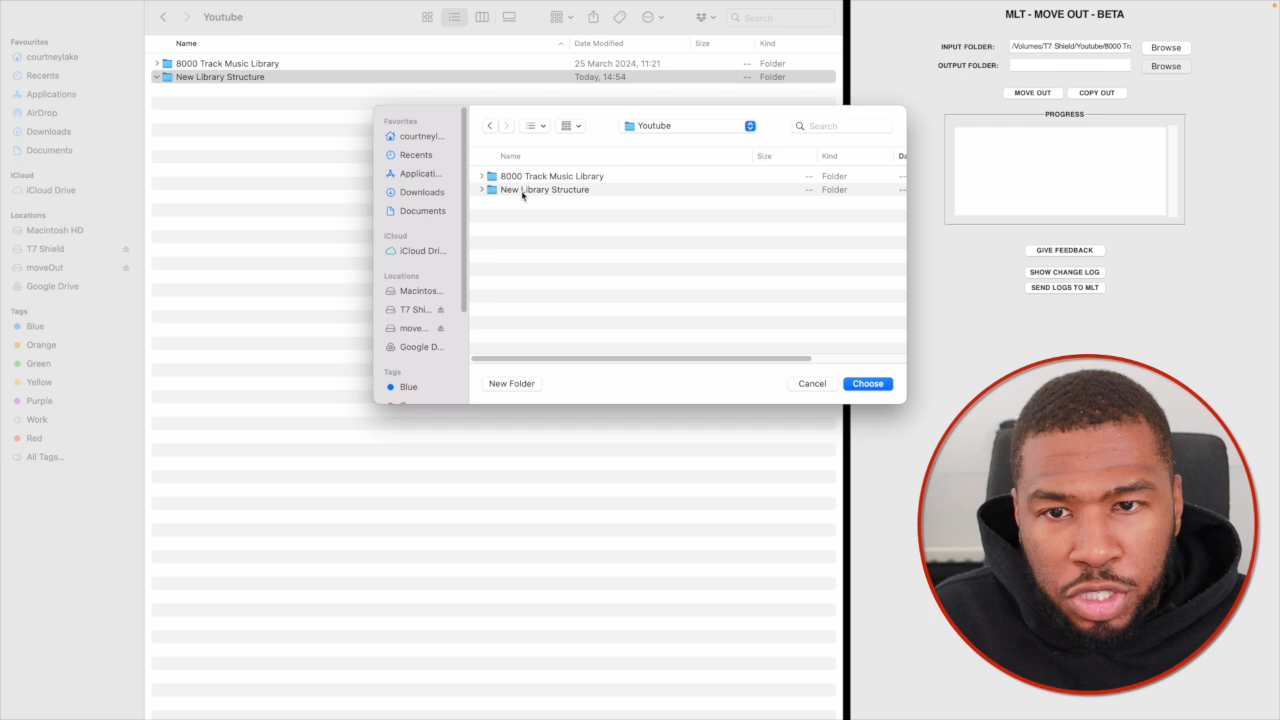 Youtube
Search
Favourites
courtneylake
Recents
Applications
AirDrop
Downloads
Documents
iCloud
iCloud Drive
Locations
Macintosh HD
T7 Shield
moveOut
Google Drive
Tags
Blue
Orange
Green
Yellow
Purple
Work
Red
All Tags...
Name Date Modified Size Kind
8000 Track Music Library 25 March 2024, 11:21 -- Folder
New Library Structure Today, 14:54 -- Folder
Favorites
courtneyl...
Recents
Applicati...
Downloads
Documents
iCloud
iCloud Dri...
Locations
Macintos...
T7 Shi...
move...
Google D...
Tags
Blue
Youtube
Search
Name Size Kind Da
8000 Track Music Library -- Folder --
New Library Structure -- Folder --
New Folder Cancel Choose
MLT - MOVE OUT - BETA
INPUT FOLDER: /Volumes/T7 Shield/Youtube/8000 Tra Browse
OUTPUT FOLDER: Browse
MOVE OUT COPY OUT
PROGRESS
GIVE FEEDBACK
SHOW CHANGE LOG
SEND LOGS TO MLT